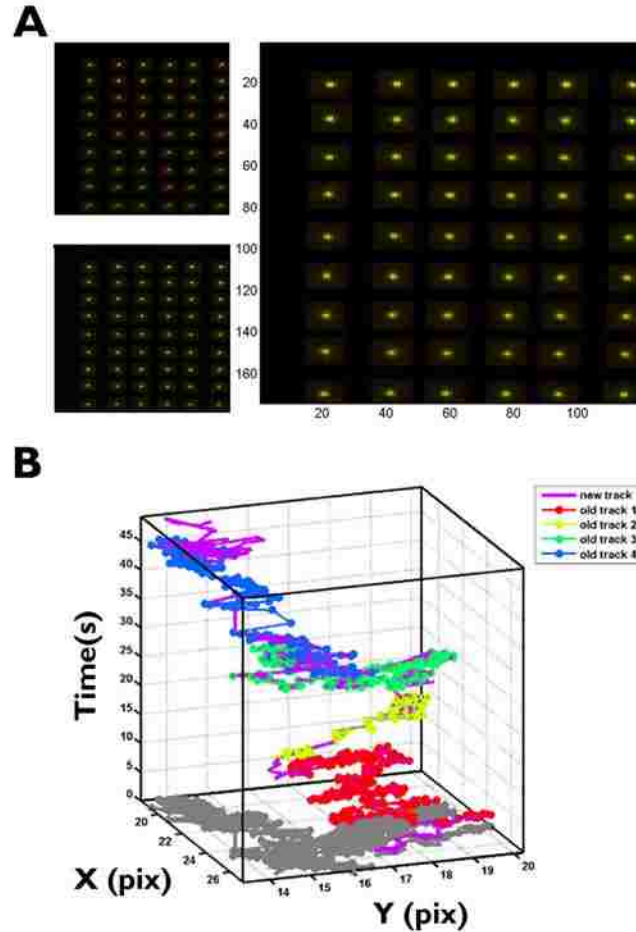 A
20
40
60
80
100
120
140
160
20 40 60 80 100
B
new track
old track 1
old track 2
old track 3
old track 4
Time(s)
45
40
35
30
25
20
15
10
5
0
20
22
24
26
X (pix)
14 15 16 17 18 19 20
Y (pix)